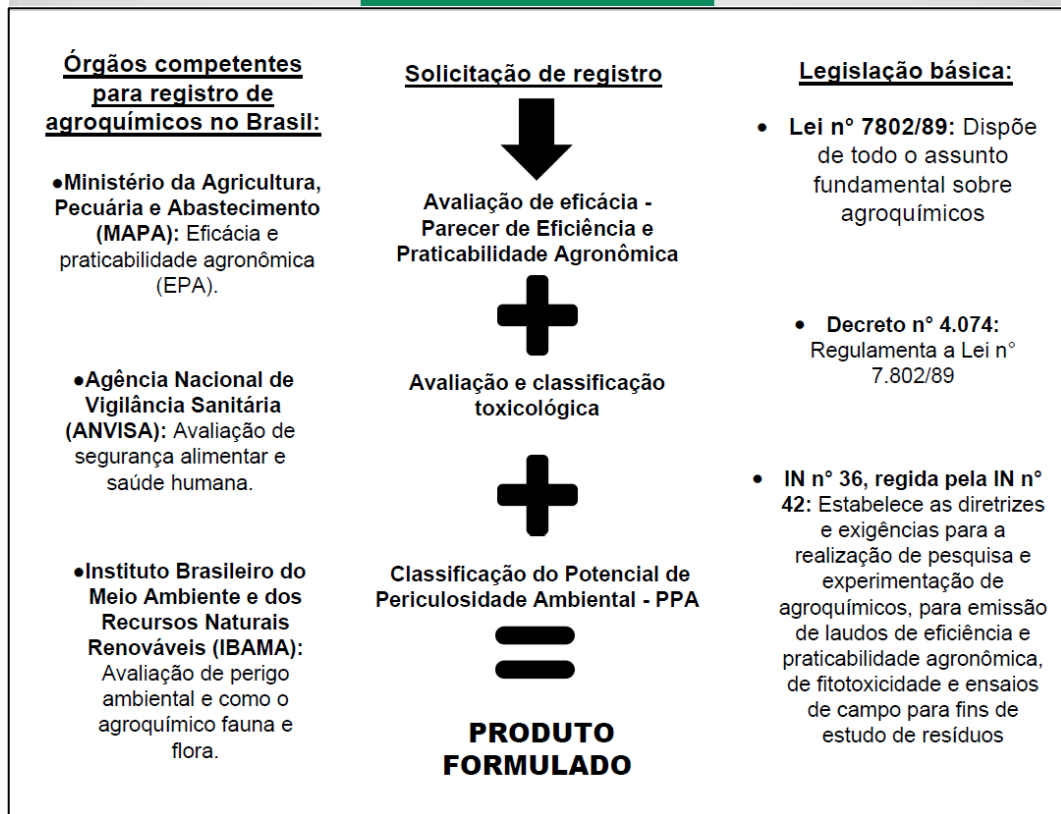 Órgãos competentes
para registro de
agroquímicos no Brasil:
●Ministério da Agricultura,
Pecuária e Abastecimento
(MAPA): Eficácia e
praticabilidade agronômica
(EPA).
●Agência Nacional de
Vigilância Sanitária
(ANVISA): Avaliação de
segurança alimentar e
saúde humana.
●Instituto Brasileiro do
Meio Ambiente e dos
Recursos Naturais
Renováveis (IBAMA):
Avaliação de perigo
ambiental e como o
agroquímico fauna e
flora.
Solicitação de registro
Avaliação de eficácia -
Parecer de Eficiência e
Praticabilidade Agronômica
Avaliação e classificação
toxicológica
Classificação do Potencial de
Periculosidade Ambiental - PPA
PRODUTO
FORMULADO
Legislação básica:
• Lei n° 7802/89: Dispõe
de todo o assunto
fundamental sobre
agroquímicos
• Decreto n° 4.074:
Regulamenta a Lei n°
7.802/89
• IN n° 36, regida pela IN n°
42: Estabelece as diretrizes
e exigências para a
realização de pesquisa e
experimentação de
agroquímicos, para emissão
de laudos de eficiência e
praticabilidade agronômica,
de fitotoxicidade e ensaios
de campo para fins de
estudo de resíduos